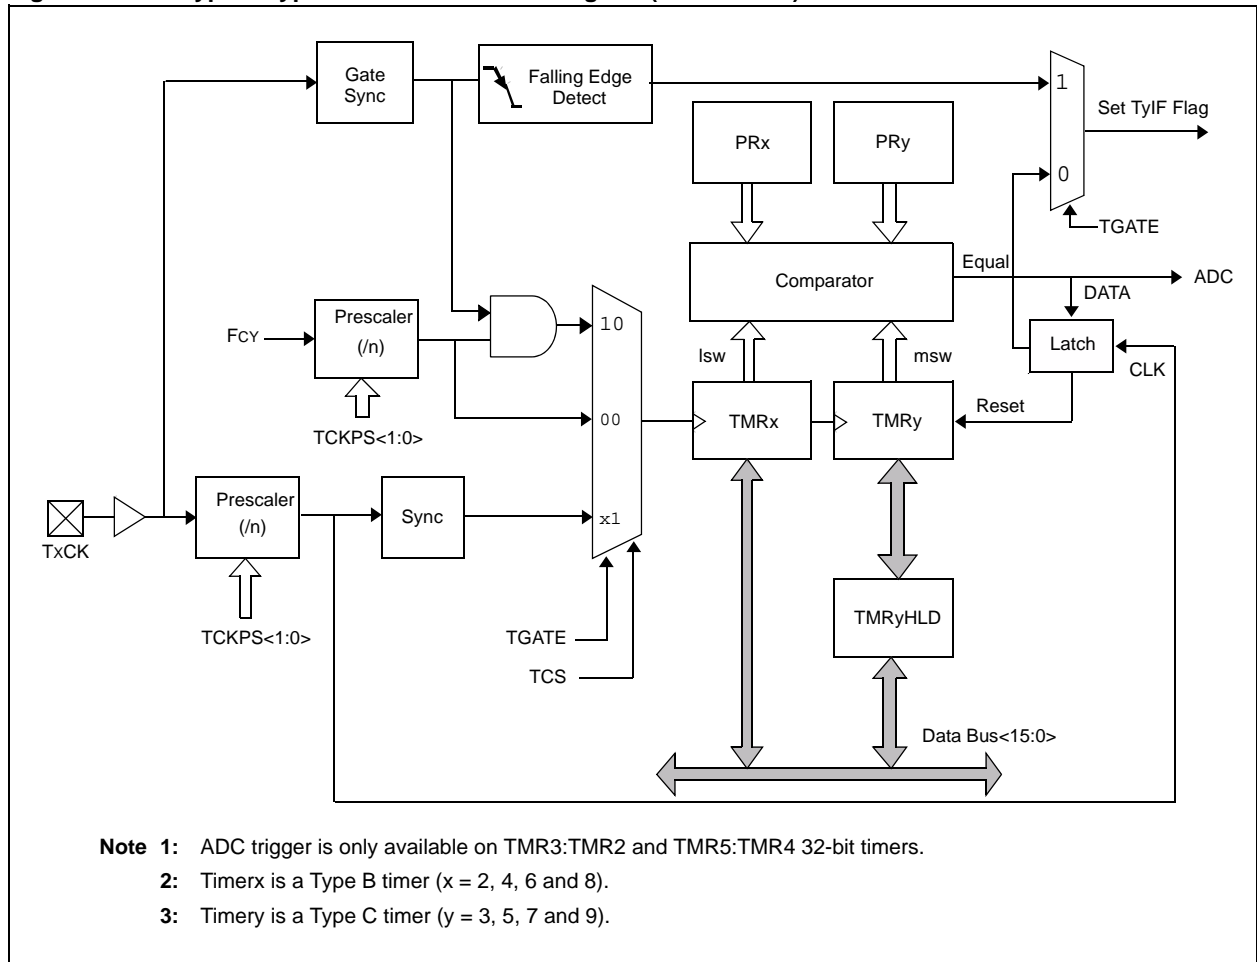 Gate
Sync
Falling Edge
Detect
1
Set TyIF Flag
PRx
PRy
0
TGATE
Equal
ADC
Comparator
DATA
Prescaler
(/n)
FCY
10
lsw
msw
Latch
CLK
TMRx
TMRy
Reset
00
TCKPS<1:0>
Prescaler
(/n)
Sync
x1
TxCK
TMRyHLD
TCKPS<1:0>
TGATE
TCS
Data Bus<15:0>
Note 1: ADC trigger is only available on TMR3:TMR2 and TMR5:TMR4 32-bit timers.
2: Timerx is a Type B timer (x = 2, 4, 6 and 8).
3: Timery is a Type C timer (y = 3, 5, 7 and 9).